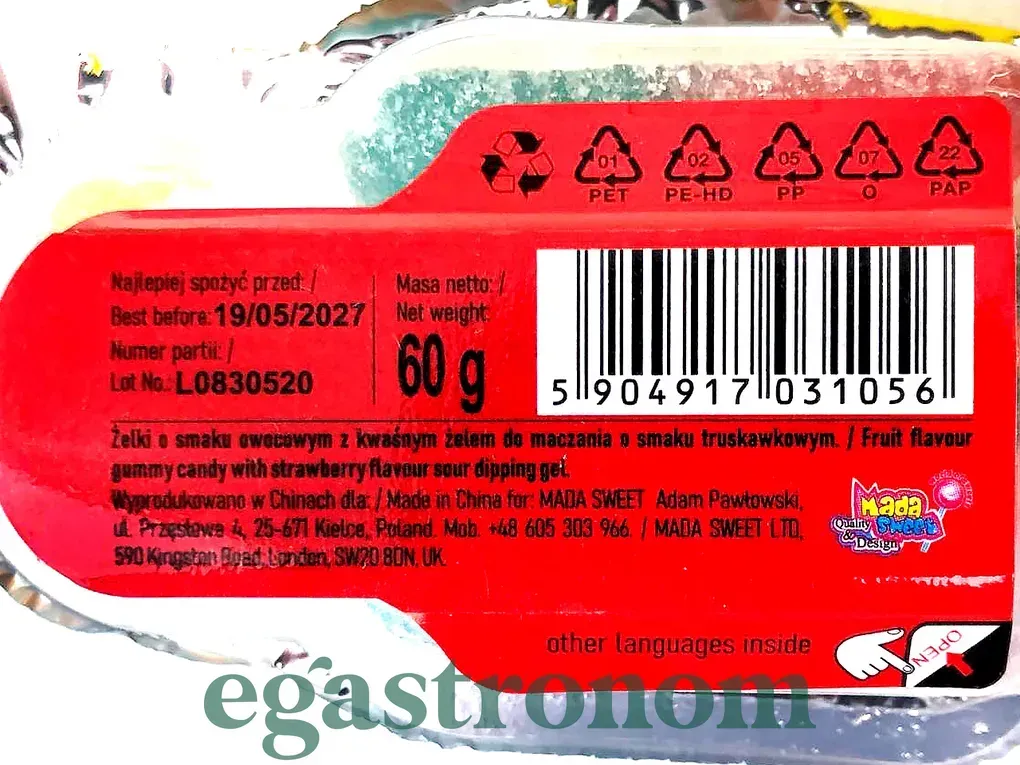 01 02 05 07 22
PET PE-HD PP O PAP
Najlepiej spożyć przed: /
Best before: 19/05/2027
Numer partii: /
Lot No.: L0830520
Masa netto: /
Net weight:
60 g
5 904917 031056
Żelki o smaku owocowym z kwaśnym żelem do maczania o smaku truskawkowym. / Fruit flavour
gummy candy with strawberry flavour sour dipping gel.
Wyprodukowano w Chinach dla: / Made in China for: MADA SWEET Adam Pawłowski,
ul. Przęsłowa 4, 25-671 Kielce, Poland. Mob. +48 605 303 966. / MADA SWEET LTD,
590 Kingston Road, London, SW20 8DN, UK.
Mada
Sweet
Quality
&
Design
other languages inside
OPEN
egastronom